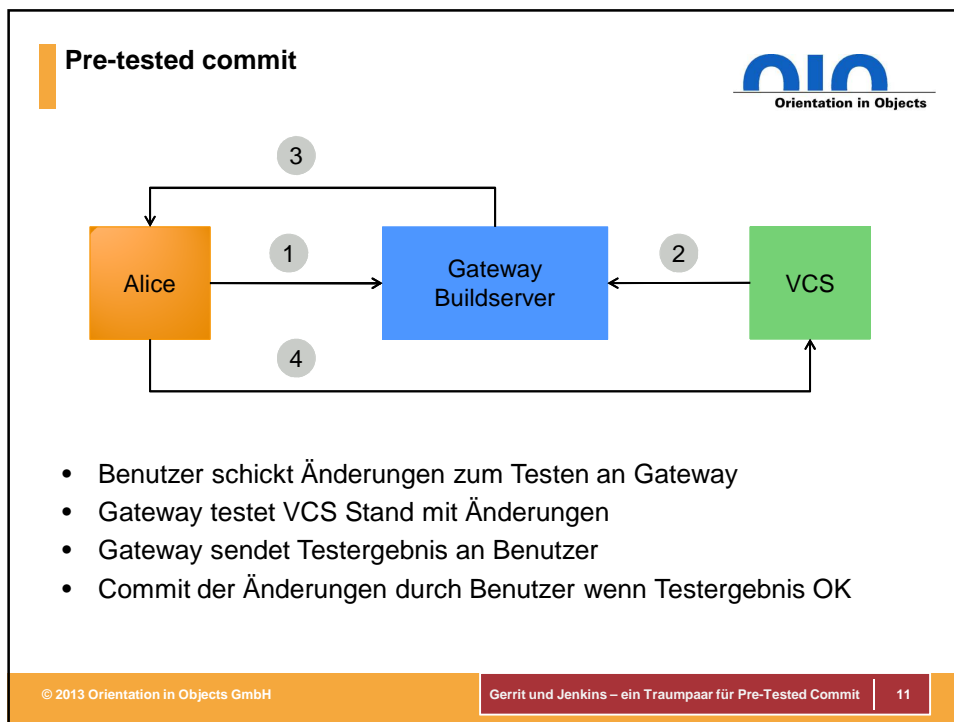 Pre-tested commit
Orientation in Objects
3
Alice
1
Gateway
Buildserver
2
VCS
4
• Benutzer schickt Änderungen zum Testen an Gateway
• Gateway testet VCS Stand mit Änderungen
• Gateway sendet Testergebnis an Benutzer
• Commit der Änderungen durch Benutzer wenn Testergebnis OK
© 2013 Orientation in Objects GmbH
Gerrit und Jenkins – ein Traumpaar für Pre-Tested Commit
11